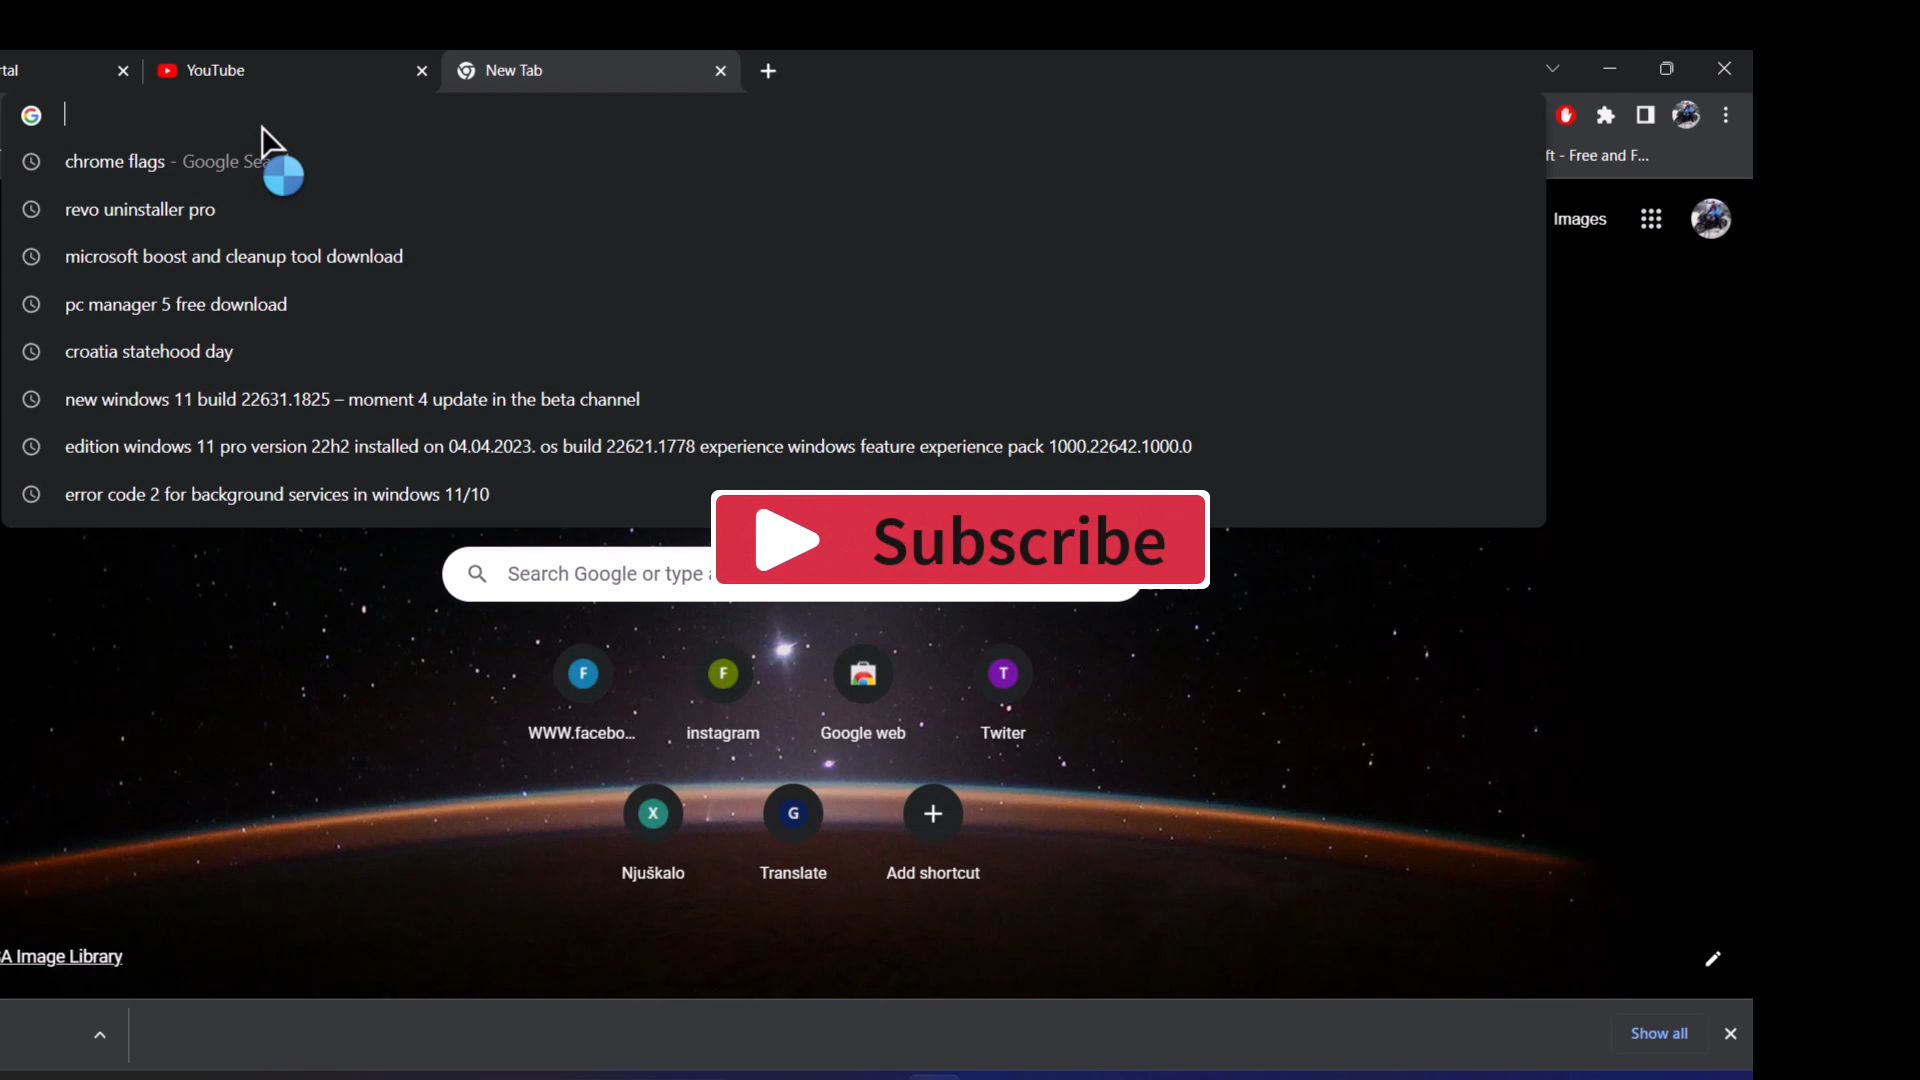 rtal
YouTube
New Tab
chrome flags - Google Sea
ft - Free and F...
revo uninstaller pro
Images
microsoft boost and cleanup tool download
pc manager 5 free download
croatia statehood day
new windows 11 build 22631.1825 – moment 4 update in the beta channel
edition windows 11 pro version 22h2 installed on 04.04.2023. os build 22621.1778 experience windows feature experience pack 1000.22642.1000.0
error code 2 for background services in windows 11/10
Subscribe
Search Google or type a
F
F
T
WWW.facebo...
instagram
Google web
Twiter
X
G
Njuškalo
Translate
Add shortcut
SA Image Library
Show all